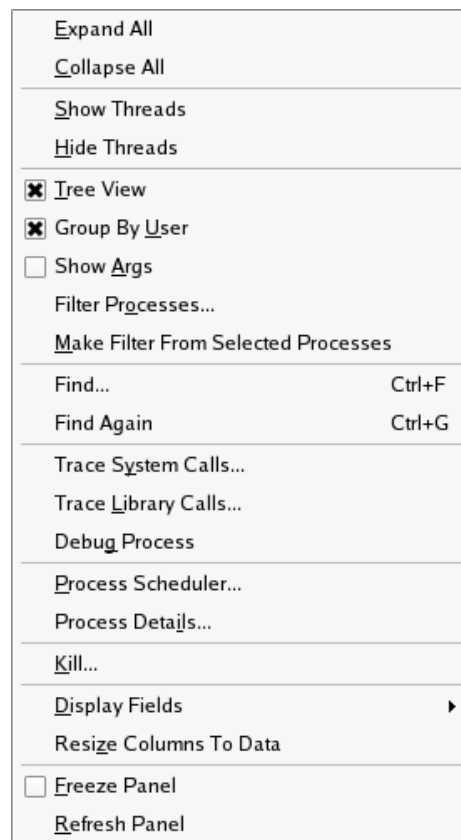 Expand All
Collapse All
Show Threads
Hide Threads
Tree View
Group By User
Show Args
Filter Processes...
Make Filter From Selected Processes
Find... Ctrl+F
Find Again Ctrl+G
Trace System Calls...
Trace Library Calls...
Debug Process
Process Scheduler...
Process Details...
Kill...
Display Fields
Resize Columns To Data
Freeze Panel
Refresh Panel